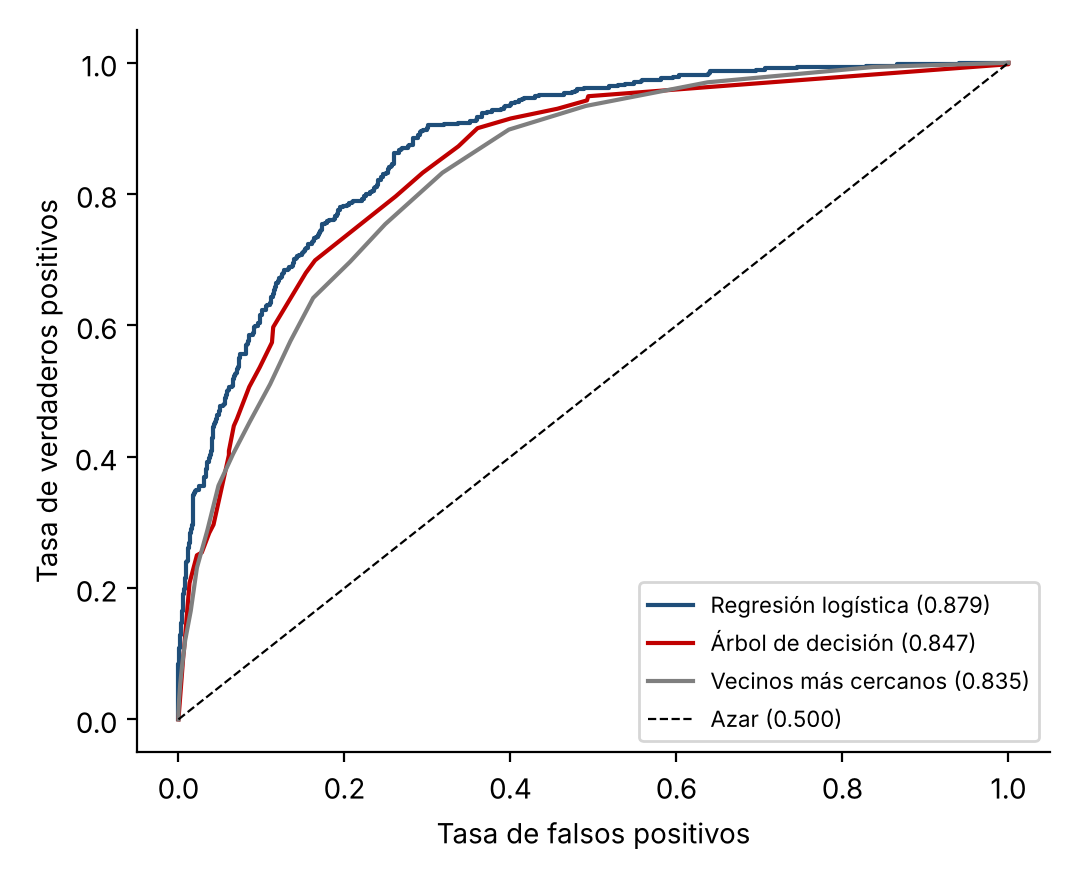 1.0
0.8
0.6
0.4
0.2
0.0
Tasa de verdaderos positivos
0.0 0.2 0.4 0.6 0.8 1.0
Tasa de falsos positivos
Regresión logística (0.879)
Árbol de decisión (0.847)
Vecinos más cercanos (0.835)
Azar (0.500)